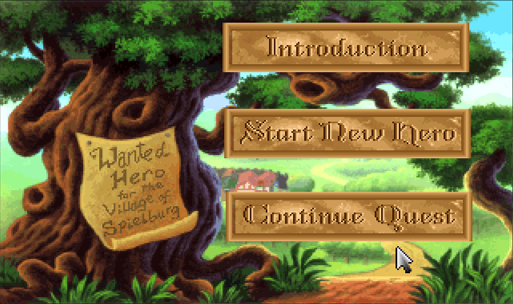 Introduction
Start New Hero
Continue Quest
Wanted
Hero
for the
Village of
Spielburg